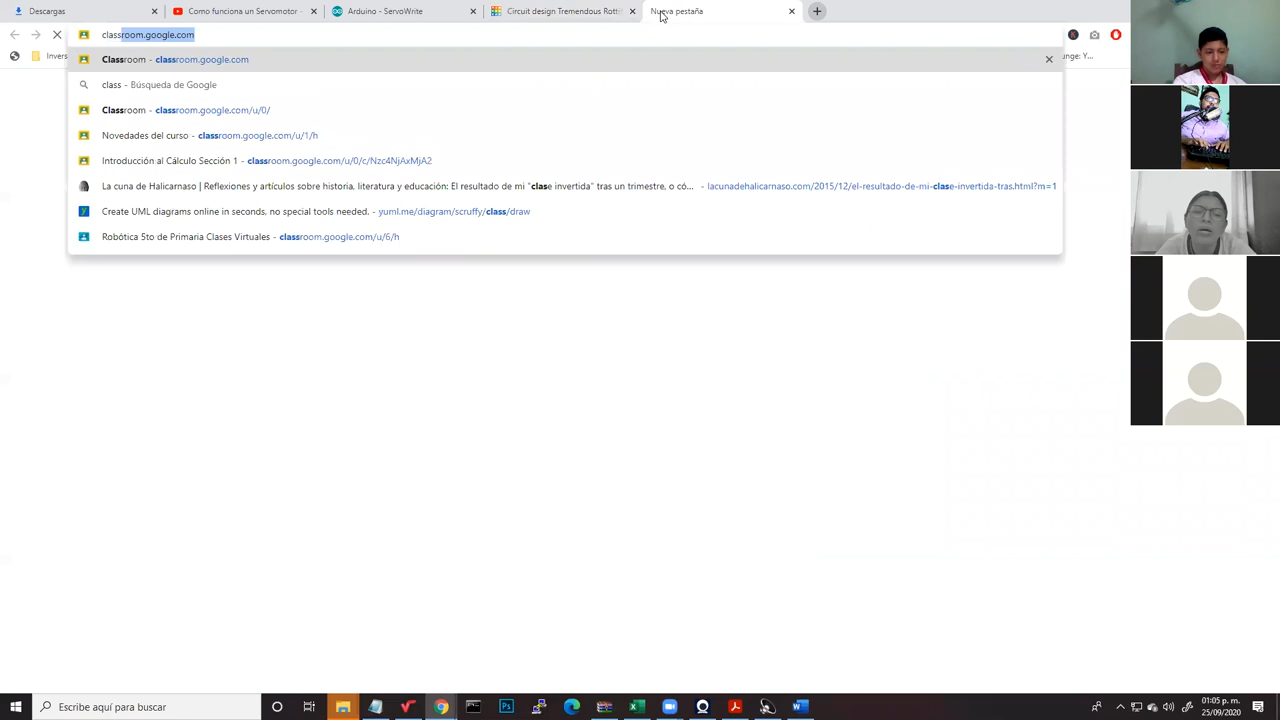 Descargas
Como funciona un Servomotor -
Arduino - ServoWrite
Circuit design Tremendous Rotti
Nueva pestaña
classroom.google.com
Invers
unge: Y...
Classroom - classroom.google.com
class - Búsqueda de Google
Classroom - classroom.google.com/u/0/
Novedades del curso - classroom.google.com/u/1/h
Introducción al Cálculo Sección 1 - classroom.google.com/u/0/c/Nzc4NjAxMjA2
La cuna de Halicarnaso | Reflexiones y artículos sobre historia, literatura y educación: El resultado de mi "clase invertida" tras un trimestre, o có... - lacunadehalicarnaso.com/2015/12/el-resultado-de-mi-clase-invertida-tras.html?m=1
Create UML diagrams online in seconds, no special tools needed. - yuml.me/diagram/scruffy/class/draw
Robótica 5to de Primaria Clases Virtuales - classroom.google.com/u/6/h
Escribe aquí para buscar
01:05 p. m.
25/09/2020